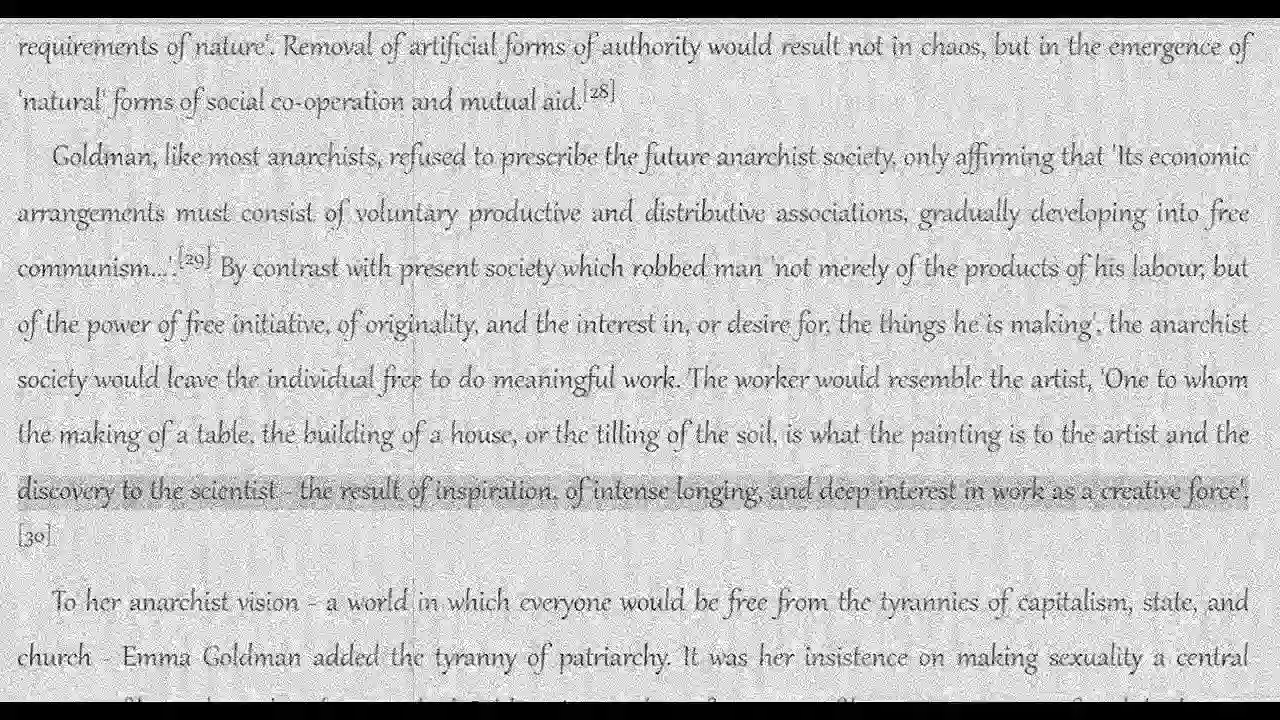 requirements of nature'. Removal of artificial forms of authority would result not in chaos, but in the emergence of
'natural' forms of social co-operation and mutual aid.[28]
Goldman, like most anarchists, refused to prescribe the future anarchist society, only affirming that 'Its economic
arrangements must consist of voluntary productive and distributive associations, gradually developing into free
communism...'.[29] By contrast with present society which robbed man 'not merely of the products of his labour, but
of the power of free initiative, of originality, and the interest in, or desire for, the things he is making', the anarchist
society would leave the individual free to do meaningful work. The worker would resemble the artist, 'One to whom
the making of a table, the building of a house, or the tilling of the soil, is what the painting is to the artist and the
discovery to the scientist - the result of inspiration, of intense longing, and deep interest in work as a creative force'.
[30]
To her anarchist vision - a world in which everyone would be free from the tyrannies of capitalism, state, and
church - Emma Goldman added the tyranny of patriarchy. It was her insistence on making sexuality a central